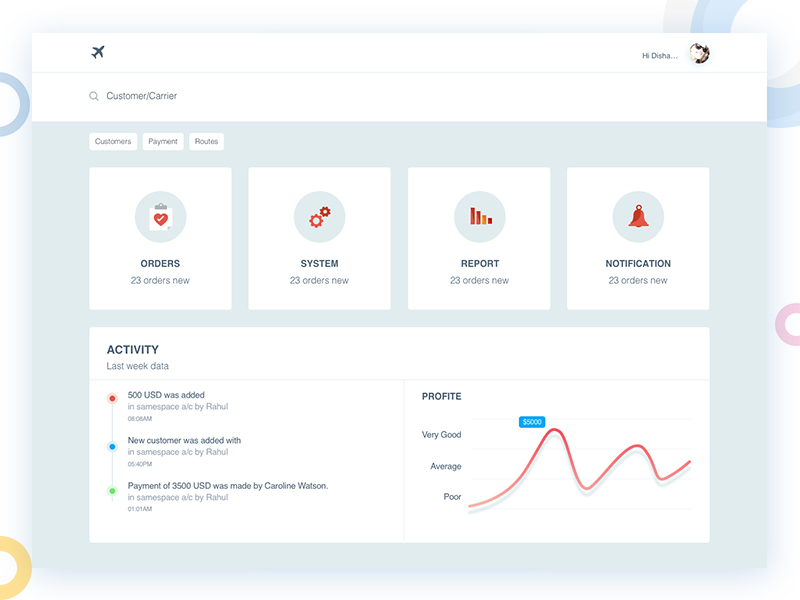 Hi Disha...
Customer/Carrier
Customers
Payment
Routes
ORDERS
23 orders new
SYSTEM
23 orders new
REPORT
23 orders new
NOTIFICATION
23 orders new
ACTIVITY
Last week data
500 USD was added
in samespace a/c by Rahul
08:08AM
New customer was added with
in samespace a/c by Rahul
05:40PM
Payment of 3500 USD was made by Caroline Watson.
in samespace a/c by Rahul
01:01AM
PROFITE
$5000
Very Good
Average
Poor